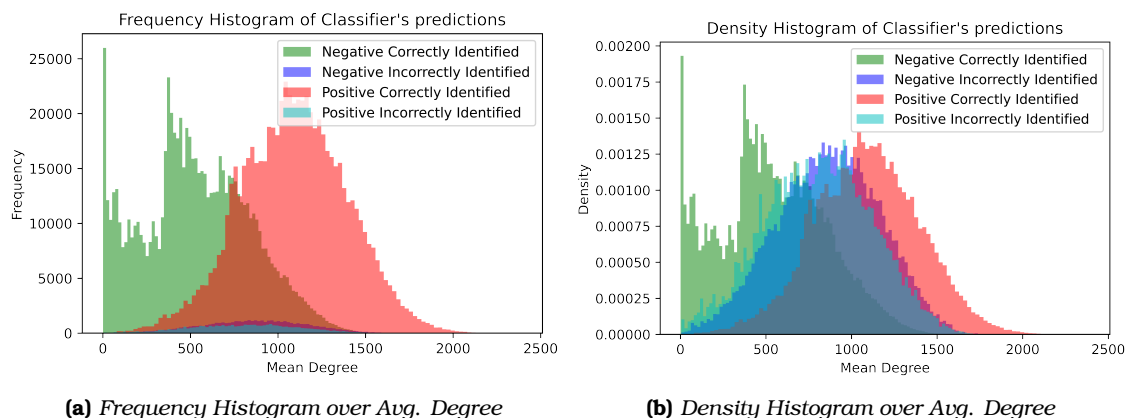 Frequency Histogram of Classifier's predictions
25000
20000
15000
10000
5000
0
Frequency
Negative Correctly Identified
Negative Incorrectly Identified
Positive Correctly Identified
Positive Incorrectly Identified
0 500 1000 1500 2000 2500
Mean Degree
(a) Frequency Histogram over Avg. Degree
Density Histogram of Classifier's predictions
0.00200
0.00175
0.00150
0.00125
0.00100
0.00075
0.00050
0.00025
0.00000
Density
Negative Correctly Identified
Negative Incorrectly Identified
Positive Correctly Identified
Positive Incorrectly Identified
0 500 1000 1500 2000 2500
Mean Degree
(b) Density Histogram over Avg. Degree